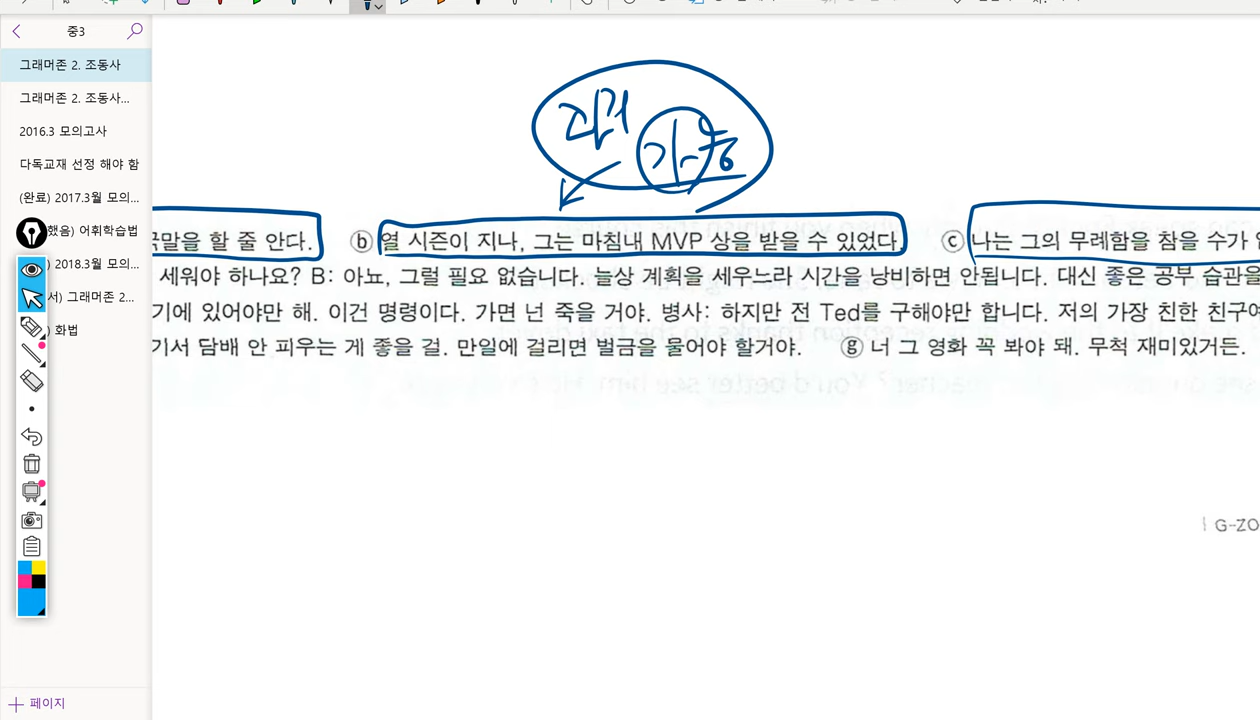 중3
그래머존 2. 조동사
그래머존 2. 조동사...
2016.3 모의고사
다독교재 선정 해야 함
(완료) 2017.3월 모의...
했음) 어휘학습법
) 2018.3월 모의...
서) 그래머존 2...
) 화법
페이지
과거
가능
국말을 할 줄 안다. ⓑ 열 시즌이 지나, 그는 마침내 MVP 상을 받을 수 있었다. ⓒ 나는 그의 무례함을 참을 수가
세워야 하나요? B: 아뇨, 그럴 필요 없습니다. 늘상 계획을 세우느라 시간을 낭비하면 안됩니다. 대신 좋은 공부 습관을
기에 있어야만 해. 이건 명령이다. 가면 넌 죽을 거야. 병사: 하지만 전 Ted를 구해야만 합니다. 저의 가장 친한 친구
기서 담배 안 피우는 게 좋을 걸. 만일에 걸리면 벌금을 물어야 할거야. ⓖ 너 그 영화 꼭 봐야 돼. 무척 재미있거든.
G-ZO